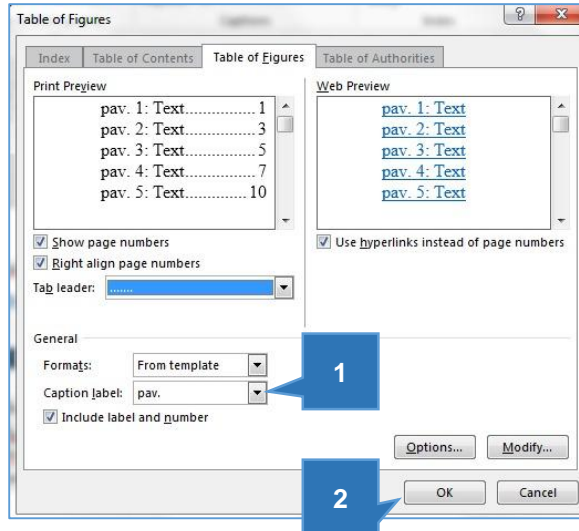 Table of Figures
?
X
Index
Table of Contents
Table of Figures
Table of Authorities
Print Preview
Web Preview
pav. 1: Text...............1
pav. 2: Text...............3
pav. 3: Text...............5
pav. 4: Text...............7
pav. 5: Text.............10
pav. 1: Text
pav. 2: Text
pav. 3: Text
pav. 4: Text
pav. 5: Text
Show page numbers
Use hyperlinks instead of page numbers
Right align page numbers
Tab leader: .......
General
Formats: From template
Caption label: pav.
Include label and number
1
Options...
Modify...
2
OK
Cancel